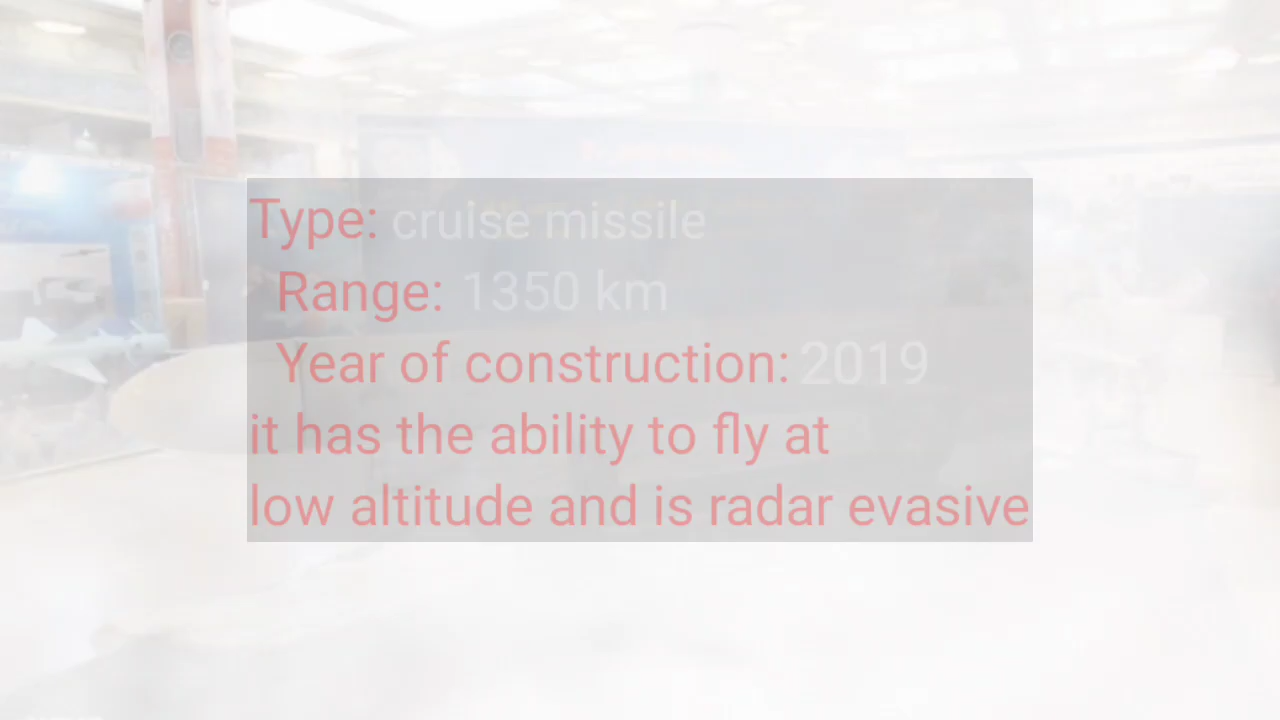 Type: cruise missile
Range: 1350 km
Year of construction: 2019
it has the ability to fly at
low altitude and is radar evasive